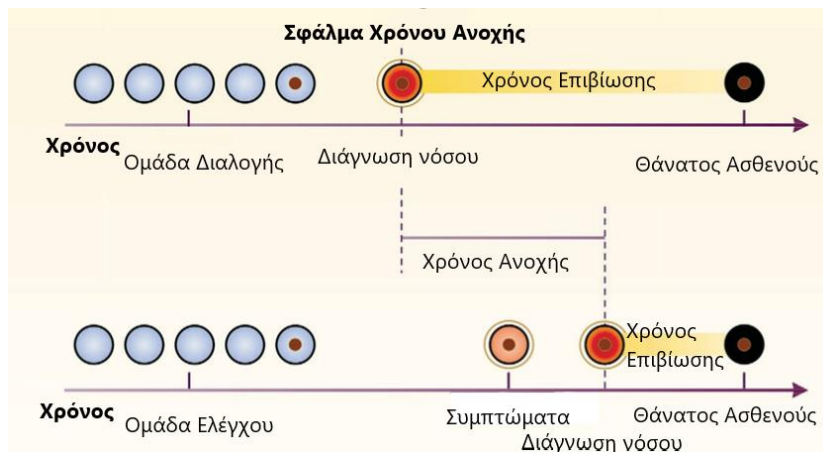 Σφάλμα Χρόνου Ανοχής
Χρόνος Επιβίωσης
Χρόνος
Ομάδα Διαλογής
Διάγνωση νόσου
Θάνατος Ασθενούς
Χρόνος Ανοχής
Χρόνος
Επιβίωσης
Χρόνος
Ομάδα Ελέγχου
Συμπτώματα
Θάνατος Ασθενούς
Διάγνωση νόσου